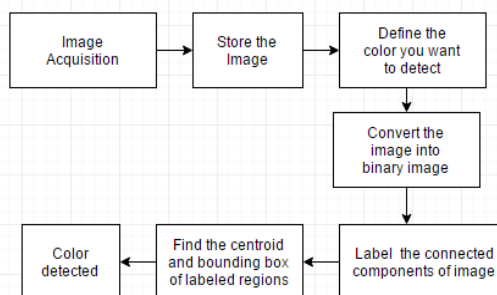 Image
Acquisition
Store the
Image
Define the
color you want
to detect
Convert the
image into
binary image
Label the connected
components of image
Find the centroid
and bounding box
of labeled regions
Color
detected